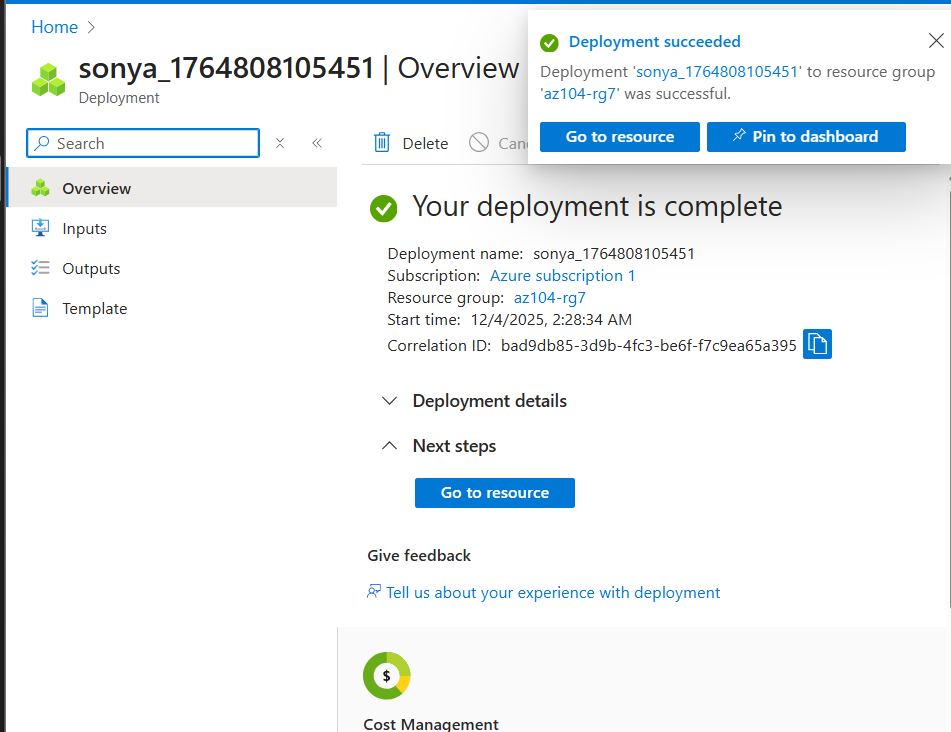 Home
sonya_1764808105451 | Overview
Deployment
Deployment succeeded
Deployment 'sonya_1764808105451' to resource group
'az104-rg7' was successful.
Go to resource
Pin to dashboard
Search
Delete
Overview
Inputs
Outputs
Template
Your deployment is complete
Deployment name: sonya_1764808105451
Subscription: Azure subscription 1
Resource group: az104-rg7
Start time: 12/4/2025, 2:28:34 AM
Correlation ID: bad9db85-3d9b-4fc3-be6f-f7c9ea65a395
Deployment details
Next steps
Go to resource
Give feedback
Tell us about your experience with deployment
$
Cost Management